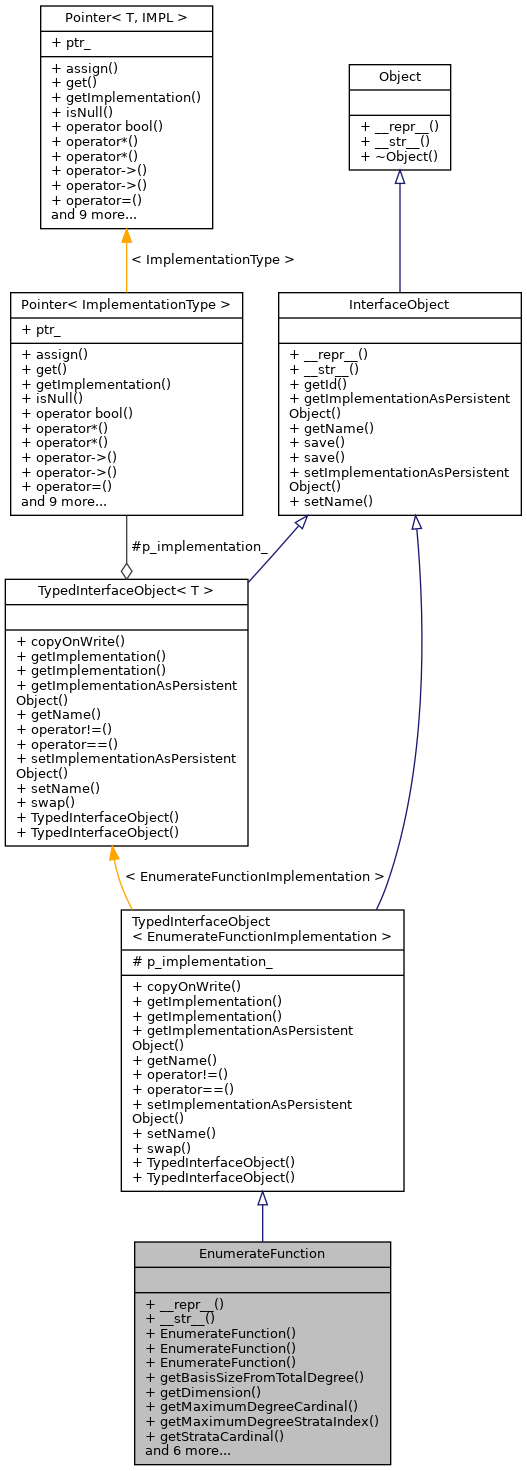 Pointer< T, IMPL >
+ ptr_
+ assign()
+ get()
+ getImplementation()
+ isNull()
+ operator bool()
+ operator*()
+ operator*()
+ operator->()
+ operator->()
+ operator=()
and 9 more...
Object
+ __repr__()
+ __str__()
+ ~Object()
< ImplementationType >
Pointer< ImplementationType >
+ ptr_
+ assign()
+ get()
+ getImplementation()
+ isNull()
+ operator bool()
+ operator*()
+ operator*()
+ operator->()
+ operator->()
+ operator=()
and 9 more...
InterfaceObject
+ __repr__()
+ __str__()
+ getId()
+ getImplementationAsPersistent
Object()
+ getName()
+ save()
+ save()
+ setImplementationAsPersistent
Object()
+ setName()
#p_implementation_
TypedInterfaceObject< T >
+ copyOnWrite()
+ getImplementation()
+ getImplementation()
+ getImplementationAsPersistent
Object()
+ getName()
+ operator!=()
+ operator==()
+ setImplementationAsPersistent
Object()
+ setName()
+ swap()
+ TypedInterfaceObject()
+ TypedInterfaceObject()
< EnumerateFunctionImplementation >
TypedInterfaceObject
< EnumerateFunctionImplementation >
# p_implementation_
+ copyOnWrite()
+ getImplementation()
+ getImplementation()
+ getImplementationAsPersistent
Object()
+ getName()
+ operator!=()
+ operator==()
+ setImplementationAsPersistent
Object()
+ setName()
+ swap()
+ TypedInterfaceObject()
+ TypedInterfaceObject()
EnumerateFunction
+ __repr__()
+ __str__()
+ EnumerateFunction()
+ EnumerateFunction()
+ EnumerateFunction()
+ getBasisSizeFromTotalDegree()
+ getDimension()
+ getMaximumDegreeCardinal()
+ getMaximumDegreeStrataIndex()
+ getStrataCardinal()
and 6 more...